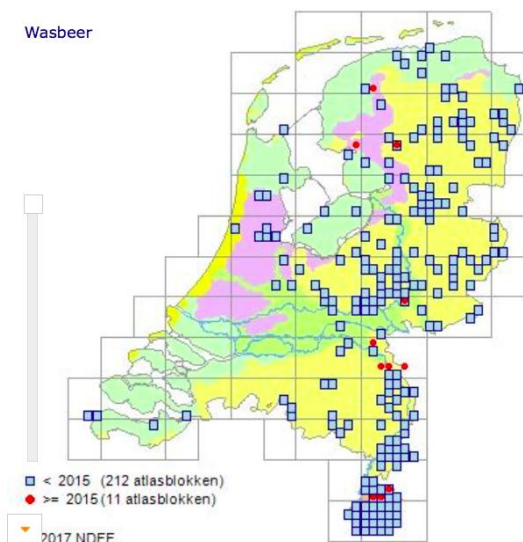 Wasbeer
< 2015 (212 atlasblokken)
>= 2015 (11 atlasblokken)
2017 NDFF